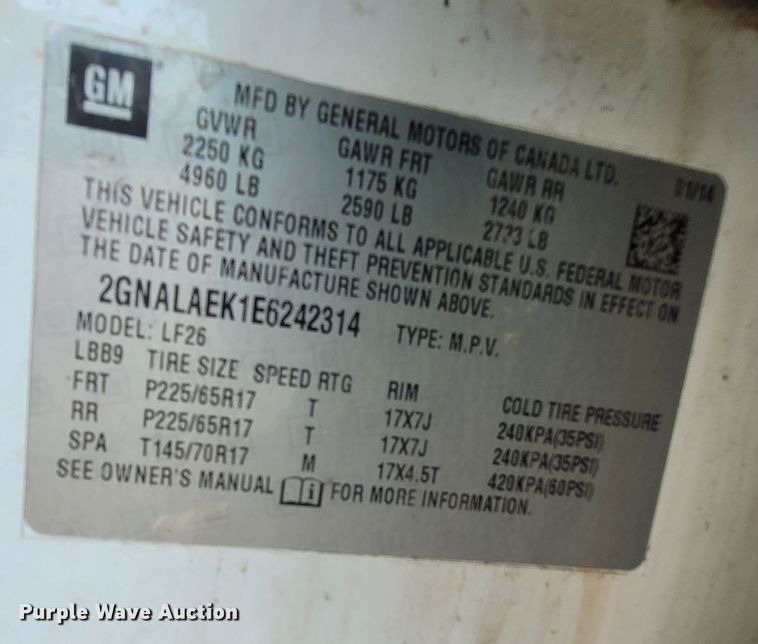 GM
MFD BY GENERAL MOTORS OF CANADA LTD.
01/14
GVWR GAWR FRT GAWR RR
2250 KG 1175 KG 1240 KG
4960 LB 2590 LB 2733 LB
THIS VEHICLE CONFORMS TO ALL APPLICABLE U.S. FEDERAL MOTOR
VEHICLE SAFETY AND THEFT PREVENTION STANDARDS IN EFFECT ON
THE DATE OF MANUFACTURE SHOWN ABOVE.
2GNALAEK1E6242314 TYPE: M.P.V.
MODEL: LF26
LBB9 TIRE SIZE SPEED RTG RIM COLD TIRE PRESSURE
FRT P225/65R17 T 17X7J 240KPA(35PSI)
RR P225/65R17 T 17X7J 240KPA(35PSI)
SPA T145/70R17 M 17X4.5T 420KPA(60PSI)
SEE OWNER'S MANUAL FOR MORE INFORMATION.
Purple Wave Auction